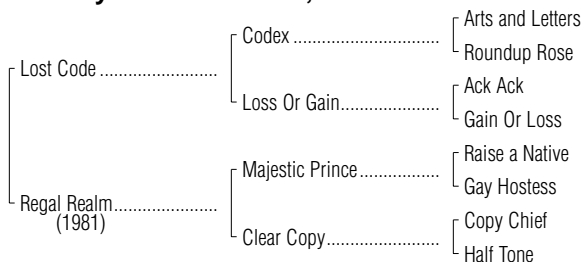 Arts and Letters
Codex
Roundup Rose
Lost Code
Ack Ack
Loss Or Gain
Gain Or Loss
Raise a Native
Majestic Prince
Gay Hostess
Regal Realm
(1981)
Copy Chief
Clear Copy
Half Tone